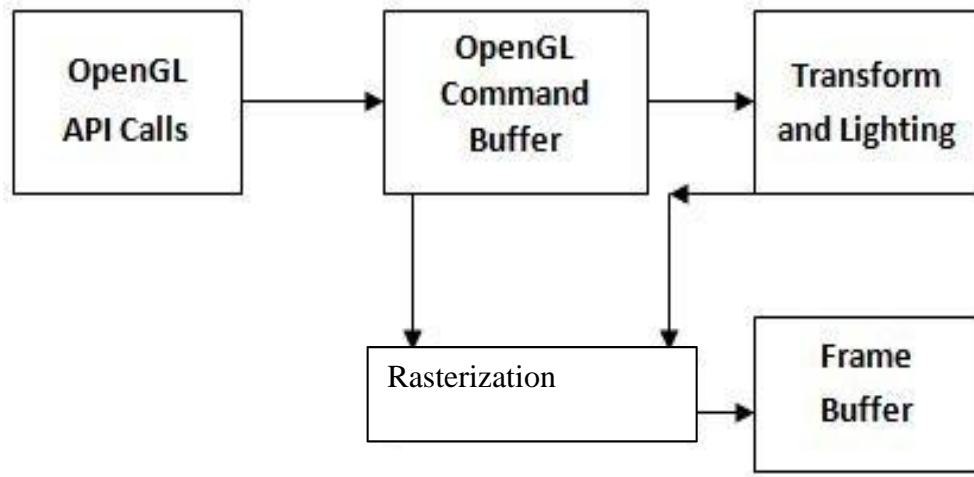 OpenGL
API Calls
OpenGL
Command
Buffer
Transform
and Lighting
Rasterization
Frame
Buffer